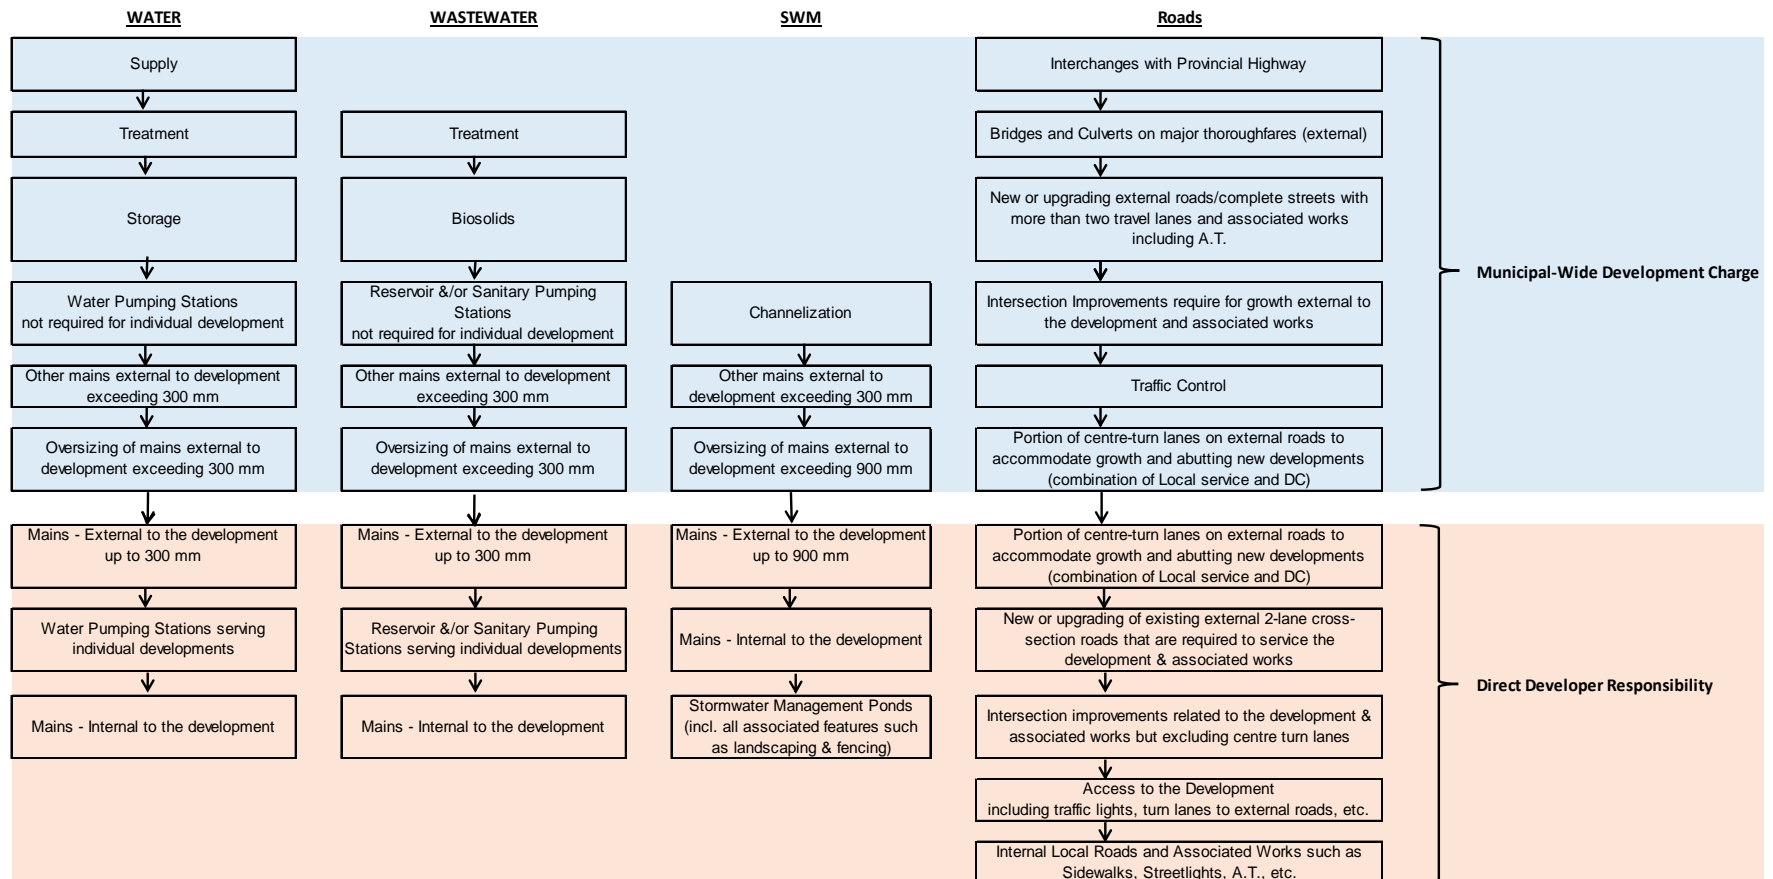 WATER
Supply
Treatment
Storage
Water Pumping Stations
not required for individual development
Other mains external to development
exceeding 300 mm
Oversizing of mains external to
development exceeding 300 mm
Mains - External to the development
up to 300 mm
Water Pumping Stations serving
individual developments
Mains - Internal to the development
WASTEWATER
Treatment
Biosolids
Reservoir &/or Sanitary Pumping
Stations
not required for individual development
Other mains external to development
exceeding 300 mm
Oversizing of mains external to
development exceeding 300 mm
Mains - External to the development
up to 300 mm
Reservoir &/or Sanitary Pumping
Stations serving individual developments
Mains - Internal to the development
SWM
Channelization
Other mains external to
development exceeding 300 mm
Oversizing of mains external to
development exceeding 900 mm
Mains - External to the development
up to 900 mm
Mains - Internal to the development
Stormwater Management Ponds
(incl. all associated features such
as landscaping & fencing)
Roads
Interchanges with Provincial Highway
Bridges and Culverts on major thoroughfares (external)
New or upgrading external roads/complete streets with
more than two travel lanes and associated works
including A.T.
Intersection Improvements require for growth external to
the development and associated works
Traffic Control
Portion of centre-turn lanes on external roads to
accommodate growth and abutting new developments
(combination of Local service and DC)
Portion of centre-turn lanes on external roads to
accommodate growth and abutting new developments
(combination of Local service and DC)
New or upgrading of existing external 2-lane cross-
section roads that are required to service the
development & associated works
Intersection improvements related to the development &
associated works but excluding centre turn lanes
Access to the Development
including traffic lights, turn lanes to external roads, etc.
Internal Local Roads and Associated Works such as
Sidewalks, Streetlights, A.T., etc.
Municipal-Wide Development Charge
Direct Developer Responsibility